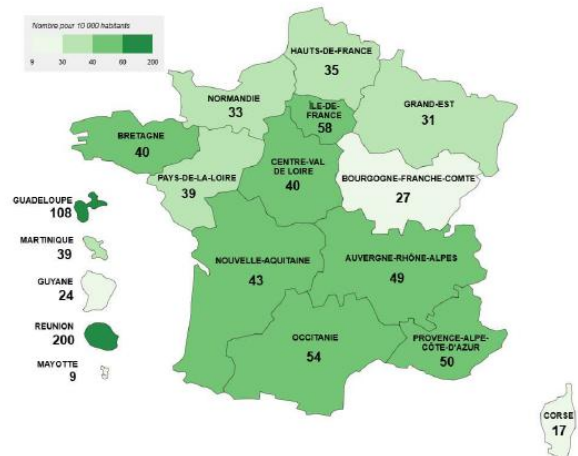 Nombre pour 10 000 habitants
9 30 40 60 200
HAUTS-DE-FRANCE
35
NORMANDIE
33
ÎLE-DE-
FRANCE
58
GRAND-EST
31
BRETAGNE
40
PAYS-DE-LA-LOIRE
39
CENTRE-VAL
DE LOIRE
40
BOURGOGNE-FRANCHE-COMTE
27
GUADELOUPE
108
MARTINIQUE
39
GUYANE
24
REUNION
200
MAYOTTE
9
NOUVELLE-AQUITAINE
43
AUVERGNE-RHÔNE-ALPES
49
OCCITANIE
54
PROVENCE-ALPE-
CÔTE-D'AZUR
50
CORSE
17